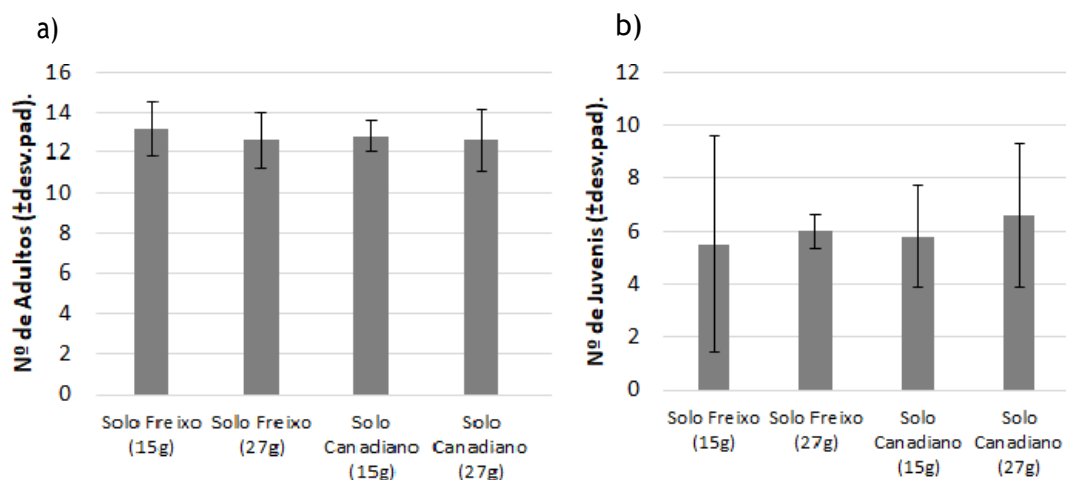 a)
Nº de Adultos (±desv.pad).
16
14
12
10
8
6
4
2
0
Solo Freixo
(15g)
Solo Freixo
(27g)
Solo
Canadiano
(15g)
Solo
Canadiano
(27g)
b)
Nº de Juvenis (±desv.pad).
12
10
8
6
4
2
0
Solo Freixo
(15g)
Solo Freixo
(27g)
Solo
Canadiano
(15g)
Solo
Canadiano
(27g)